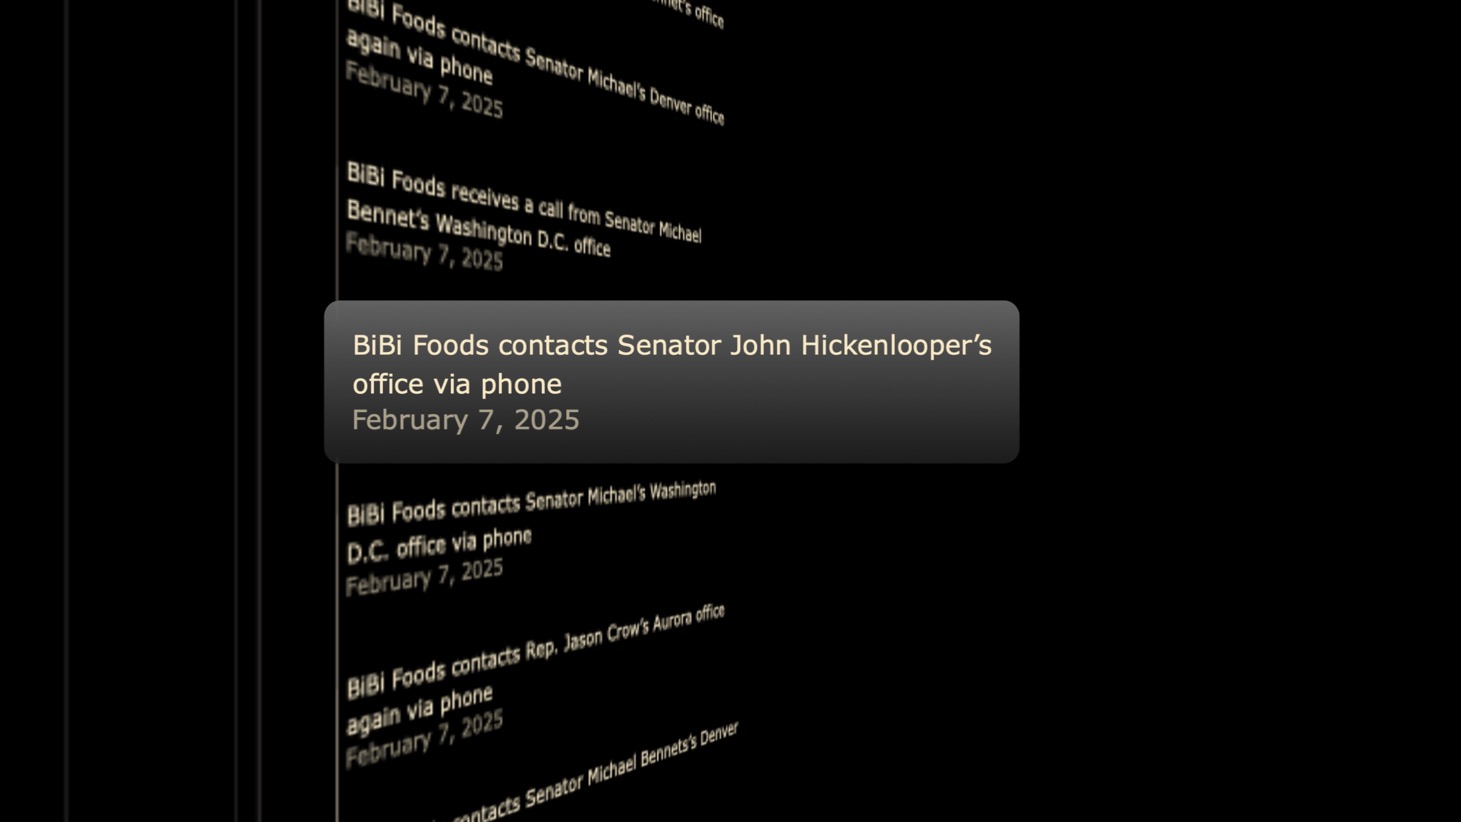 nnet's office
BiBi Foods contacts Senator Michael's Denver office
again via phone
February 7, 2025
BiBi Foods receives a call from Senator Michael
Bennet's Washington D.C. office
February 7, 2025
BiBi Foods contacts Senator John Hickenlooper’s
office via phone
February 7, 2025
BiBi Foods contacts Senator Michael's Washington
D.C. office via phone
February 7, 2025
BiBi Foods contacts Rep. Jason Crow's Aurora office
again via phone
February 7, 2025
contacts Senator Michael Bennets's Denver